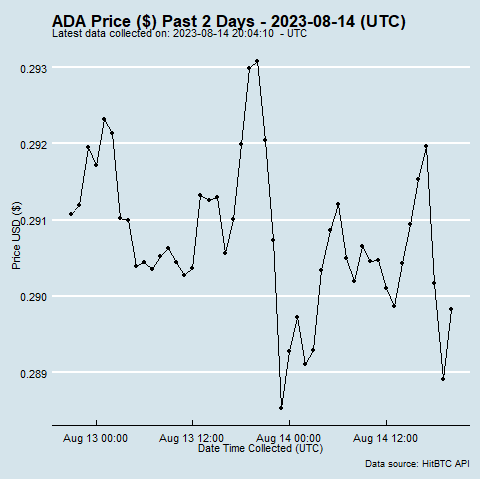 ADA Price ($) Past 2 Days - 2023-08-14 (UTC)
Latest data collected on: 2023-08-14 20:04:10  - UTC
0.293
0.292
0.291
0.290
0.289
Price USD ($)
Aug 13 00:00
Aug 13 12:00
Aug 14 00:00
Aug 14 12:00
Date Time Collected (UTC)
Data source: HitBTC API